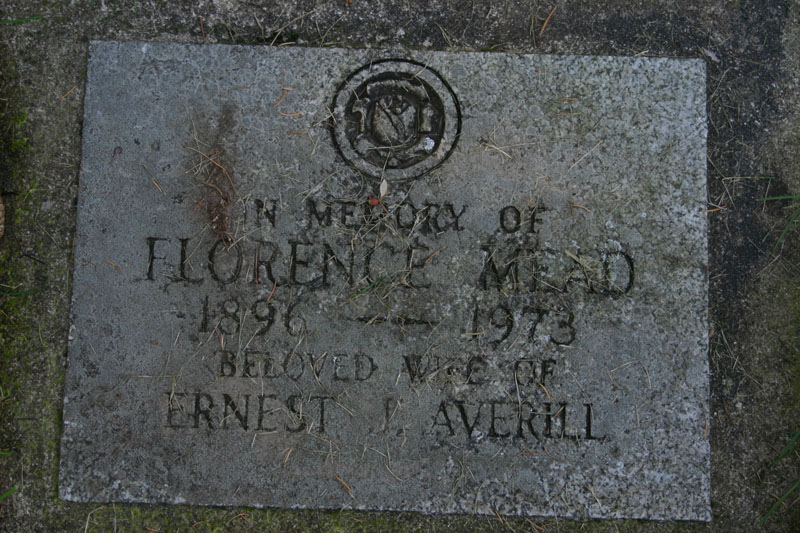 IN MEMORY OF
FLORENCE MEAD
1896 — 1973
BELOVED WIFE OF
ERNEST J. AVERILL